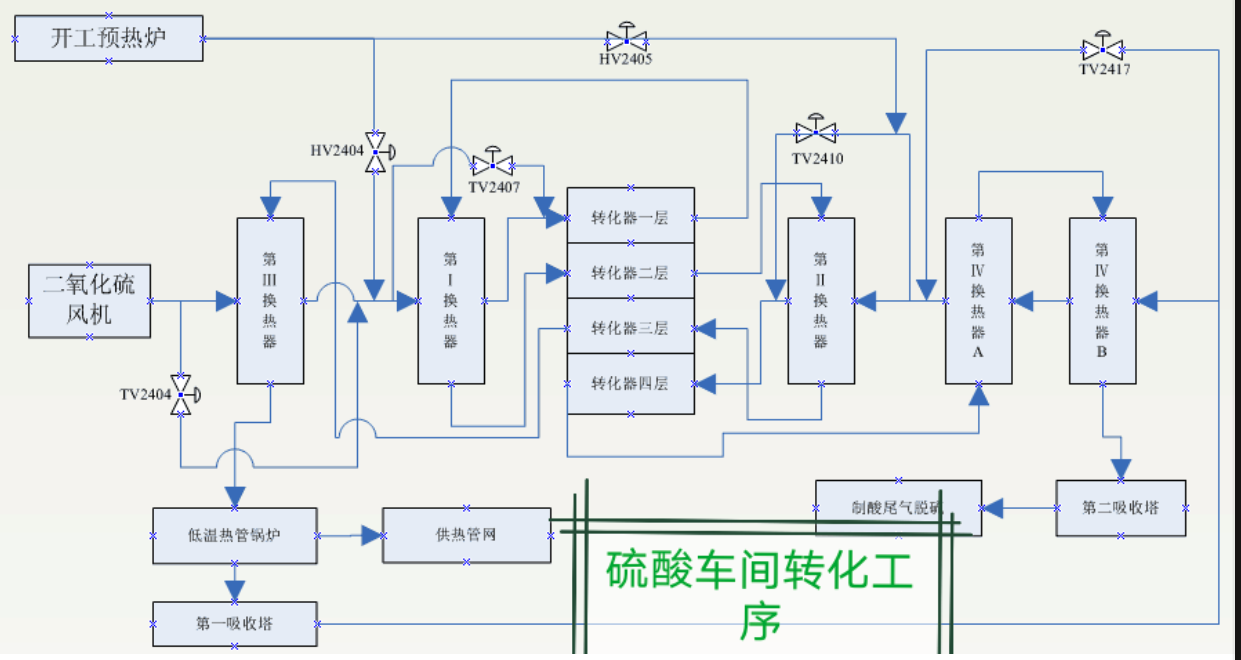 开工预热炉
HV2405
TV2417
HV2404
TV2407
TV2410
二氧化硫
风机
TV2404
第Ⅲ换热器
第Ⅰ换热器
转化器一层
转化器二层
转化器三层
转化器四层
第Ⅱ换热器
第Ⅳ换热器A
第Ⅳ换热器B
低温热管锅炉
供热管网
制酸尾气脱硫
第二吸收塔
第一吸收塔
硫酸车间转化工
序